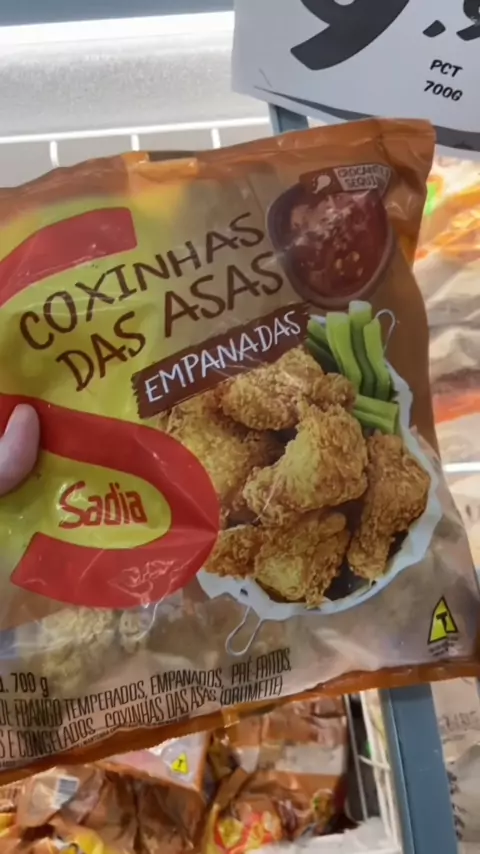 9,9
PCT
700G
CROCANTE E
SEQUINHA
COXINHAS
DAS ASAS
EMPANADAS
Sadia
T
700 g
DE FRANGO TEMPERADOS, EMPANADOS, PRÉ FRITOS,
S E CONGELADOS - COXINHAS DAS ASAS (DRUMETTE)
T